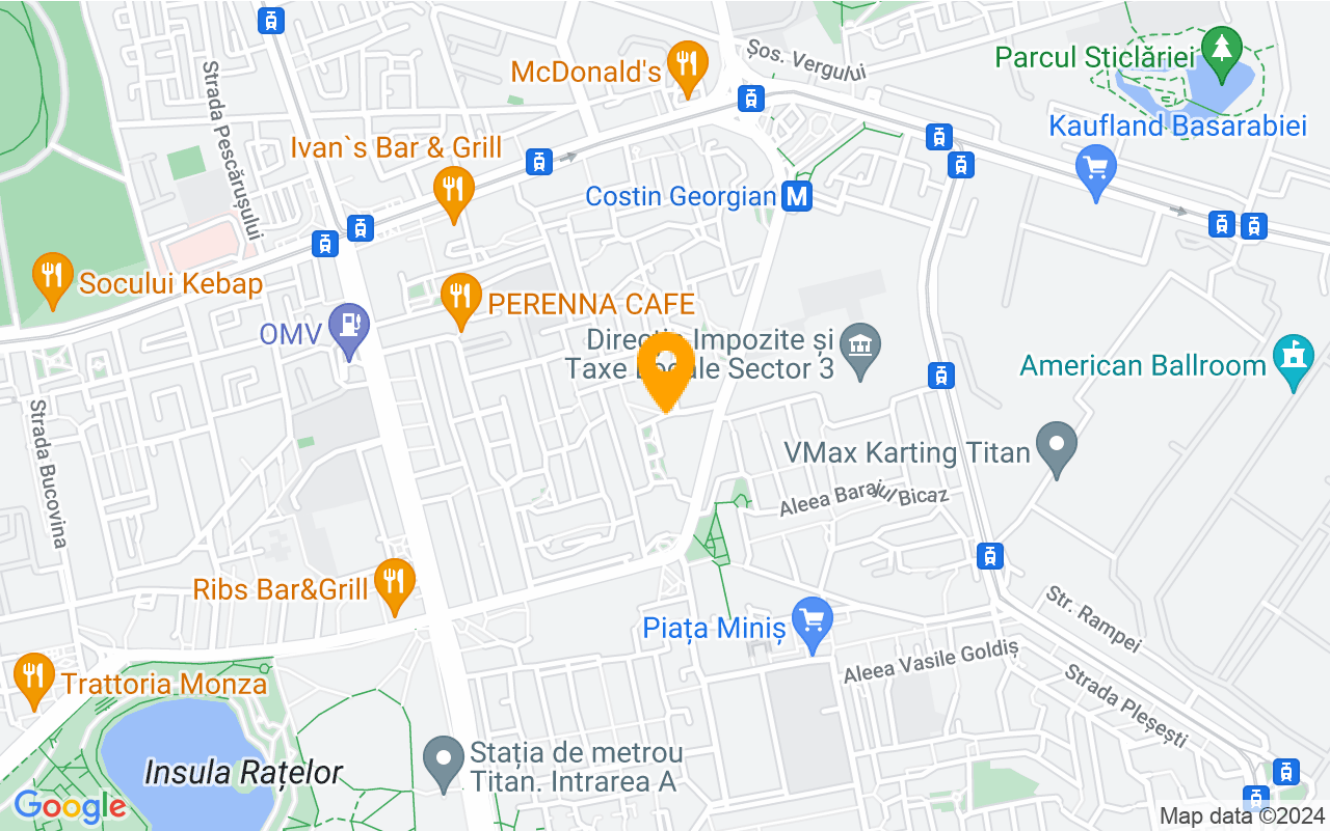 Șos. Vergului
Parcul Sticlăriei
McDonald's
Strada Pescărușului
Kaufland Basarabiei
Ivan`s Bar & Grill
Costin Georgian
M
Socului Kebap
PERENNA CAFE
OMV
Impozite și
Taxe Sector 3
American Ballroom
Strada Bucovina
VMax Karting Titan
Aleea Barajul Bicaz
Ribs Bar&Grill
Str. Rampei
Piața Miniș
Aleea Vasile Goldiș
Strada Pleșești
Trattoria Monza
Stația de metrou
Titan. Intrarea A
Insula Rațelor
Google
Map data ©2024